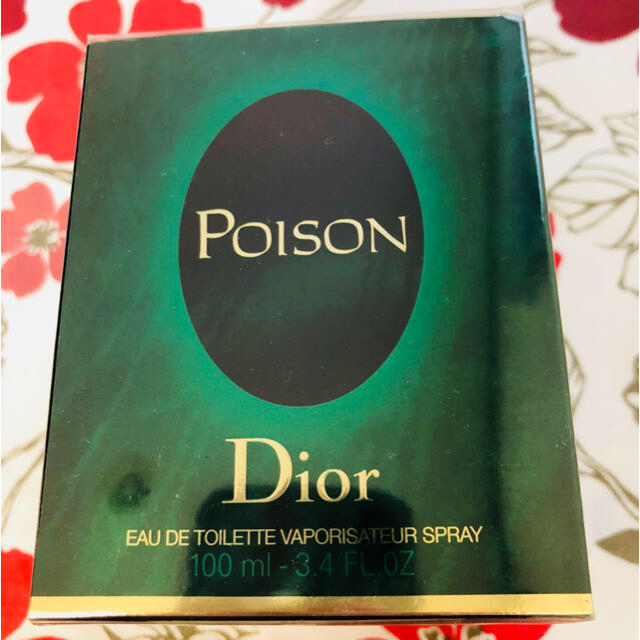 POISON
Dior
EAU DE TOILETTE VAPORISATEUR SPRAY
100 ml - 3.4 FL.OZ